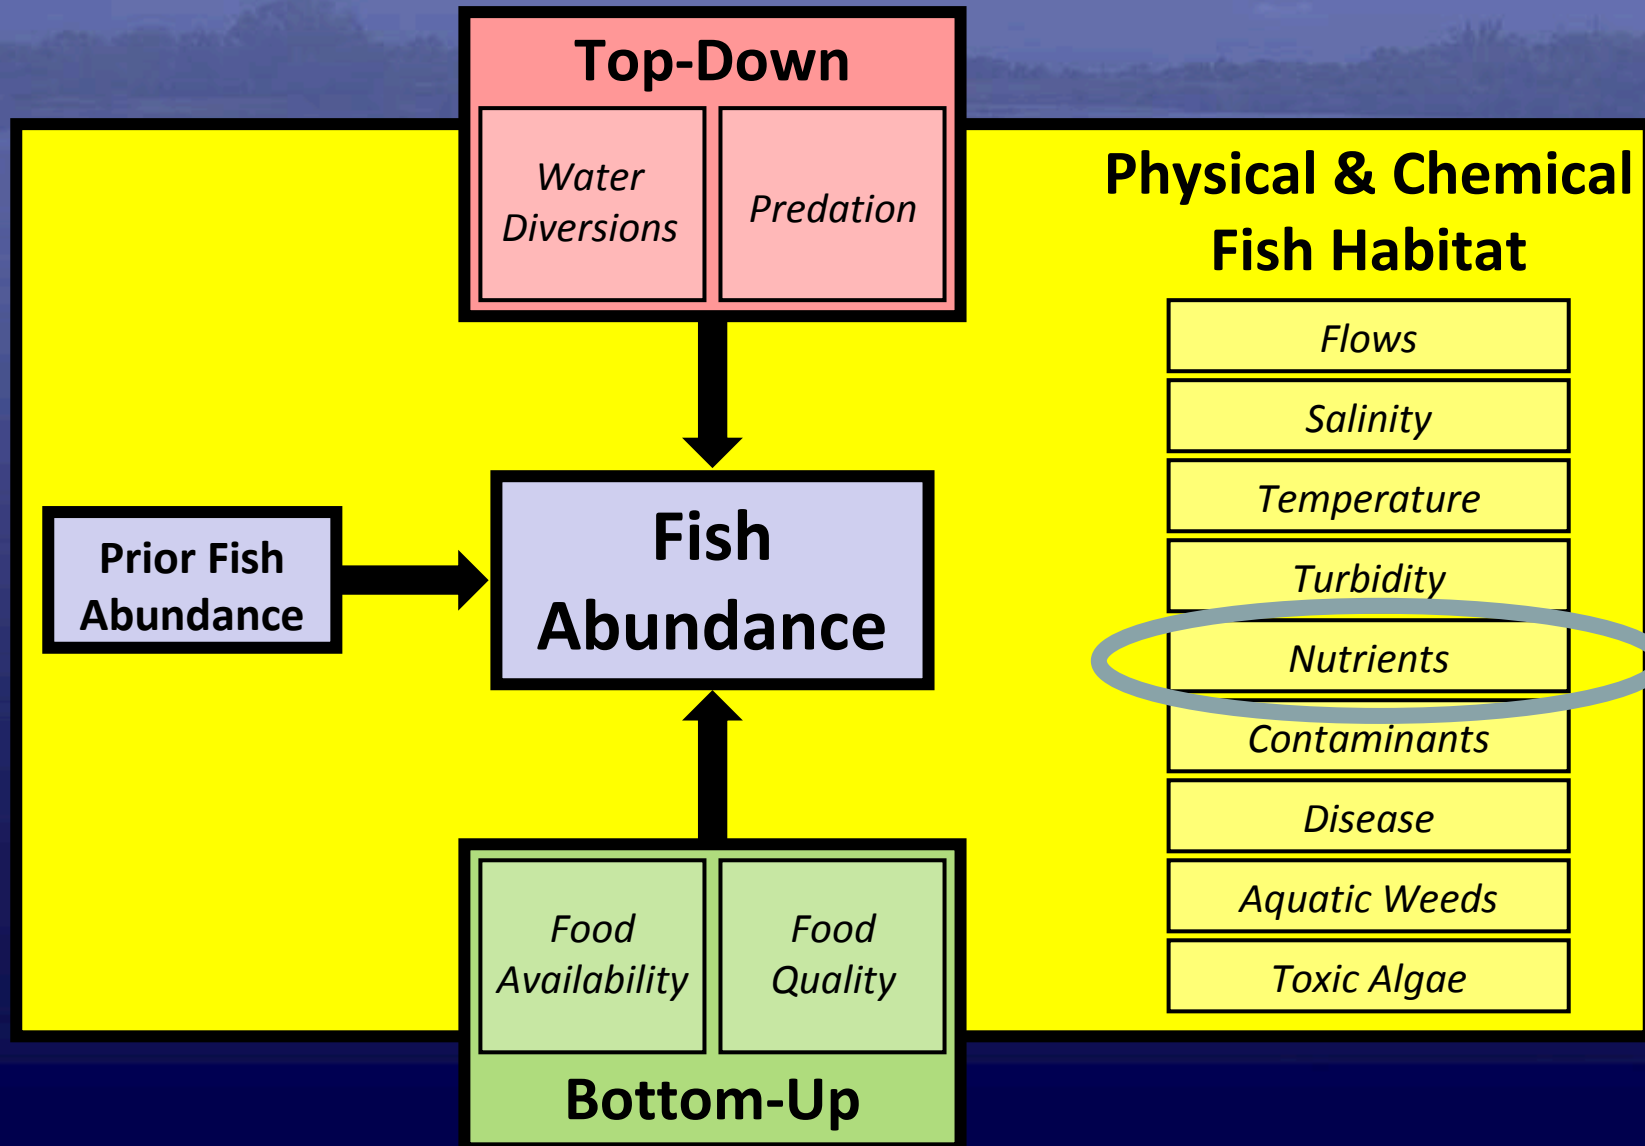 Top-Down
Water
Diversions
Predation
Physical & Chemical
Fish Habitat
Flows
Salinity
Temperature
Turbidity
Nutrients
Contaminants
Disease
Aquatic Weeds
Toxic Algae
Prior Fish
Abundance
Fish
Abundance
Food
Availability
Food
Quality
Bottom-Up